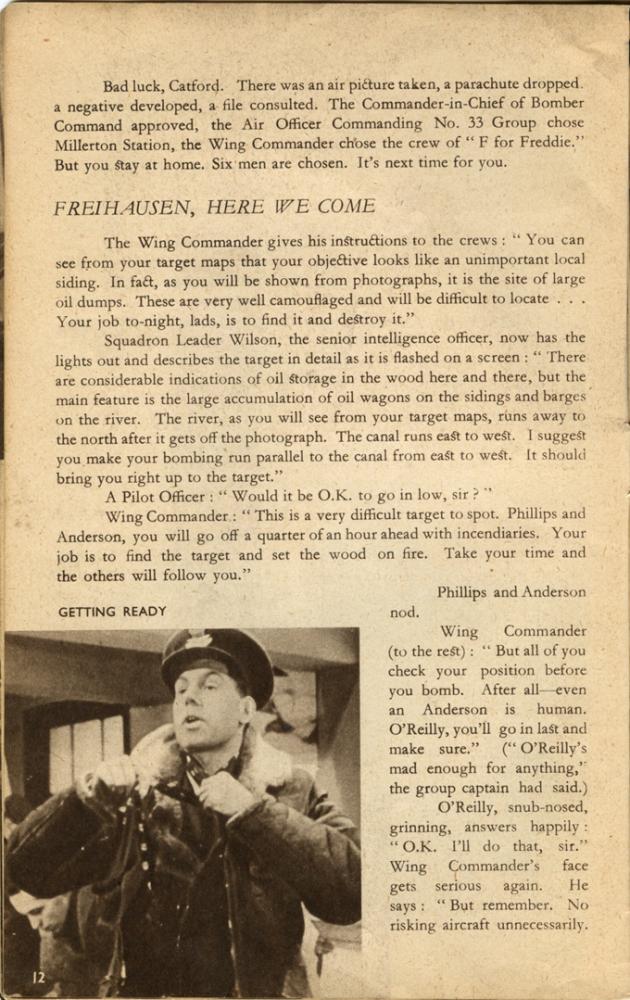 Bad luck, Catford. There was an air picture taken, a parachute dropped.
a negative developed, a file consulted. The Commander-in-Chief of Bomber
Command approved, the Air Officer Commanding No. 33 Group chose
Millerton Station, the Wing Commander chose the crew of “ F for Freddie.”
But you stay at home. Six men are chosen. It’s next time for you.
FREIHAUSEN, HERE WE COME
The Wing Commander gives his instructions to the crews : “ You can
see from your target maps that your objective looks like an unimportant local
siding. In fact, as you will be shown from photographs, it is the site of large
oil dumps. These are very well camouflaged and will be difficult to locate . . .
Your job to-night, lads, is to find it and destroy it.”
Squadron Leader Wilson, the senior intelligence officer, now has the
lights out and describes the target in detail as it is flashed on a screen : “ There
are considerable indications of oil storage in the wood here and there, but the
main feature is the large accumulation of oil wagons on the sidings and barges
on the river. The river, as you will see from your target maps, runs away to
the north after it gets off the photograph. The canal runs east to west. I suggest
you make your bombing run parallel to the canal from east to west. It should
bring you right up to the target.”
A Pilot Officer : “ Would it be O.K. to go in low, sir ? ”
Wing Commander : “ This is a very difficult target to spot. Phillips and
Anderson, you will go off a quarter of an hour ahead with incendiaries. Your
job is to find the target and set the wood on fire. Take your time and
the others will follow you.”
GETTING READY
Phillips and Anderson
nod.
Wing Commander
(to the rest) : “ But all of you
check your position before
you bomb. After all—even
an Anderson is human.
O’Reilly, you’ll go in last and
make sure.” (“ O’Reilly’s
mad enough for anything,”
the group captain had said.)
O’Reilly, snub-nosed,
grinning, answers happily :
“ O.K. I’ll do that, sir.”
Wing Commander’s face
gets serious again. He
says : “ But remember. No
risking aircraft unnecessarily.
12